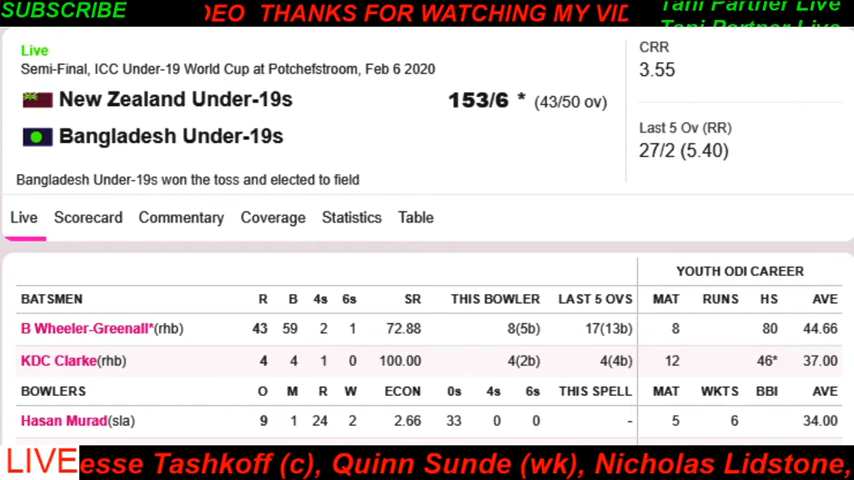 SUBSCRIBE
DEO THANKS FOR WATCHING MY VID
Tani Partner Live
Tani Partner Live
Live
Semi-Final, ICC Under-19 World Cup at Potchefstroom, Feb 6 2020
New Zealand Under-19s 153/6 * (43/50 ov)
Bangladesh Under-19s
Bangladesh Under-19s won the toss and elected to field
CRR
3.55
Last 5 Ov (RR)
27/2 (5.40)
Live Scorecard Commentary Coverage Statistics Table
YOUTH ODI CAREER
BATSMEN R B 4s 6s SR THIS BOWLER LAST 5 OVS MAT RUNS HS AVE
B Wheeler-Greenall*(rhb) 43 59 2 1 72.88 8(5b) 17(13b) 8 80 44.66
KDC Clarke(rhb) 4 4 1 0 100.00 4(2b) 4(4b) 12 46* 37.00
BOWLERS O M R W ECON 0s 4s 6s THIS SPELL MAT WKTS BBI AVE
Hasan Murad(sla) 9 1 24 2 2.66 33 0 0 - 5 6 34.00
LIVE esse Tashkoff (c), Quinn Sunde (wk), Nicholas Lidstone,